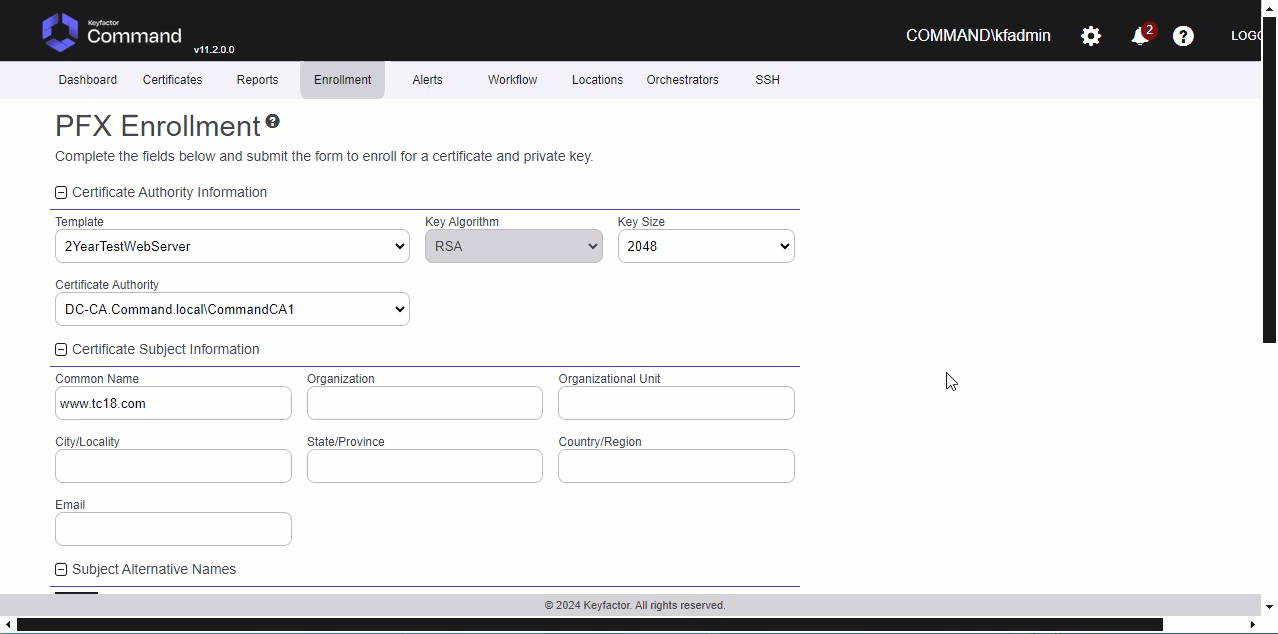 Keyfactor
Command
v11.2.0.0
COMMAND\kfadmin
2
?
Dashboard Certificates Reports Enrollment Alerts Workflow Locations Orchestrators SSH
PFX Enrollment ?
Complete the fields below and submit the form to enroll for a certificate and private key.
Certificate Authority Information
Template Key Algorithm Key Size
2YearTestWebServer RSA 2048
Certificate Authority
DC-CA.Command.local\CommandCA1
Certificate Subject Information
Common Name Organization Organizational Unit
www.tc18.com
City/Locality State/Province Country/Region
Email
Subject Alternative Names
© 2024 Keyfactor. All rights reserved.